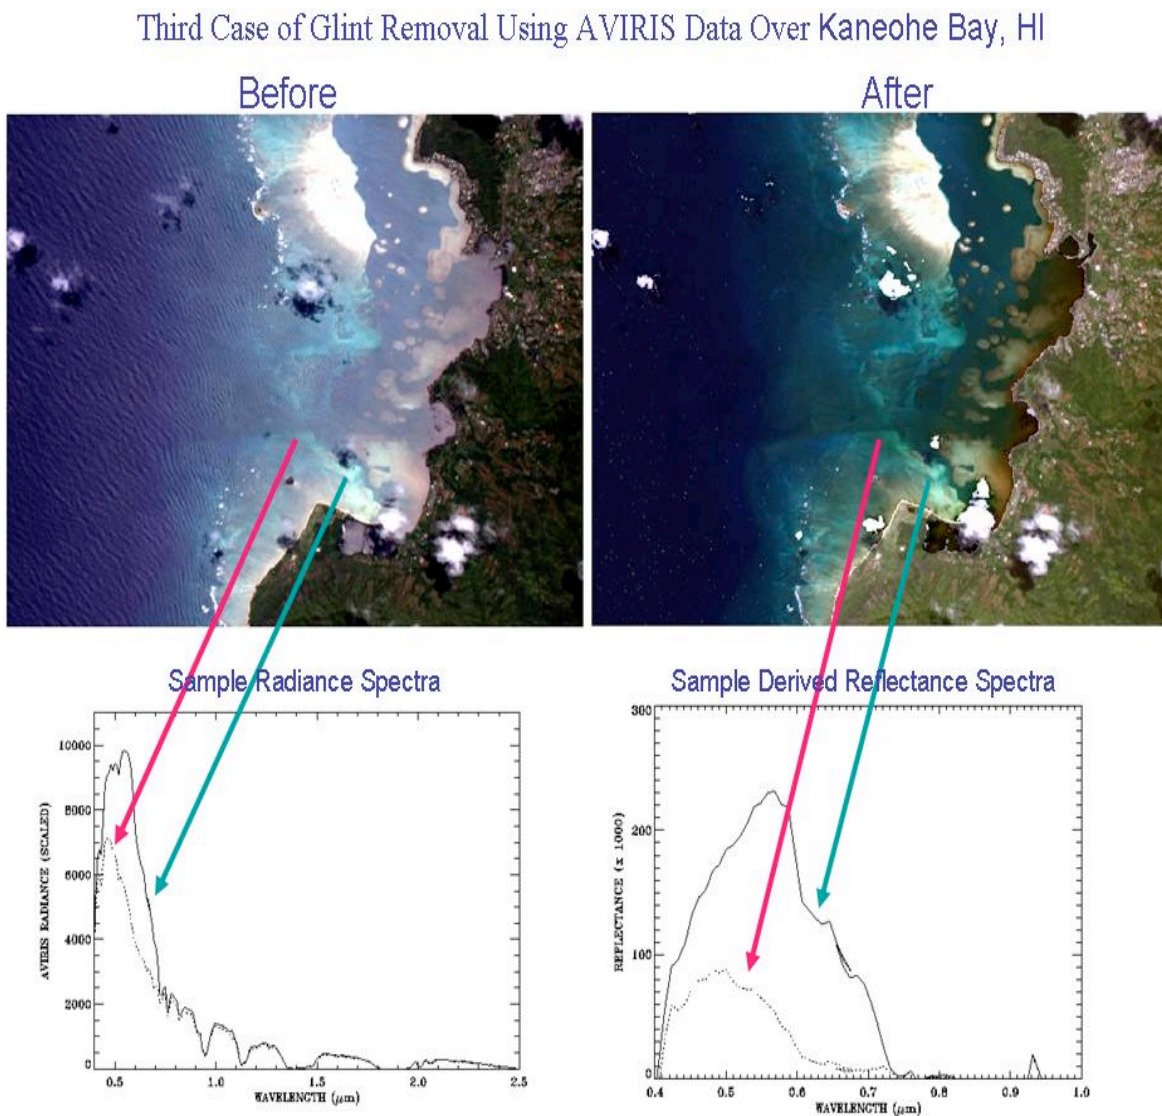 Third Case of Glint Removal Using AVIRIS Data Over Kaneohe Bay, HI
Before
After
Sample Radiance Spectra
Sample Derived Reflectance Spectra
10000
8000
6000
4000
2000
0
AVIRIS RADIANCE (SCALED)
0.5
1.0
1.5
2.0
2.5
WAVELENGTH (μm)
300
200
100
0
REFLECTANCE (x 1000)
0.4
0.5
0.6
0.7
0.8
0.9
1.0
WAVELENGTH (μm)